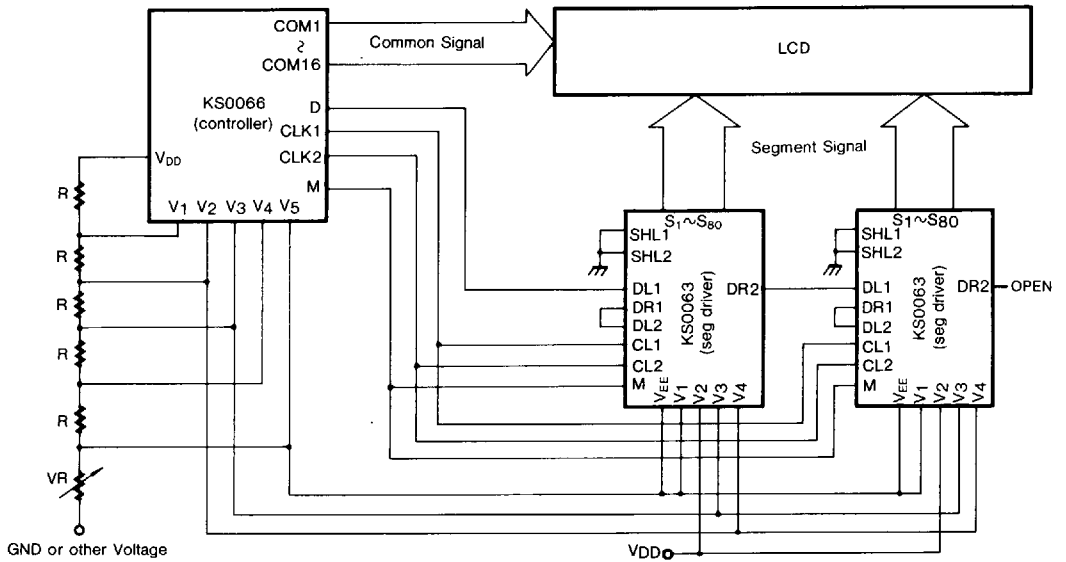 COM1
~
COM16
Common Signal
LCD
KS0066
(controller)
D
CLK1
CLK2
M
VDD
V1 V2 V3 V4 V5
R
R
R
R
R
VR
GND or other Voltage
Segment Signal
S1~S80
SHL1
SHL2
DL1
DR1
DL2
CL1
CL2
M
DR2
KS0063
(seg driver)
VEE V1 V2 V3 V4
S1~S80
SHL1
SHL2
DL1
DR1
DL2
CL1
CL2
M
DR2
OPEN
KS0063
(seg driver)
VEE V1 V2 V3 V4
VDD